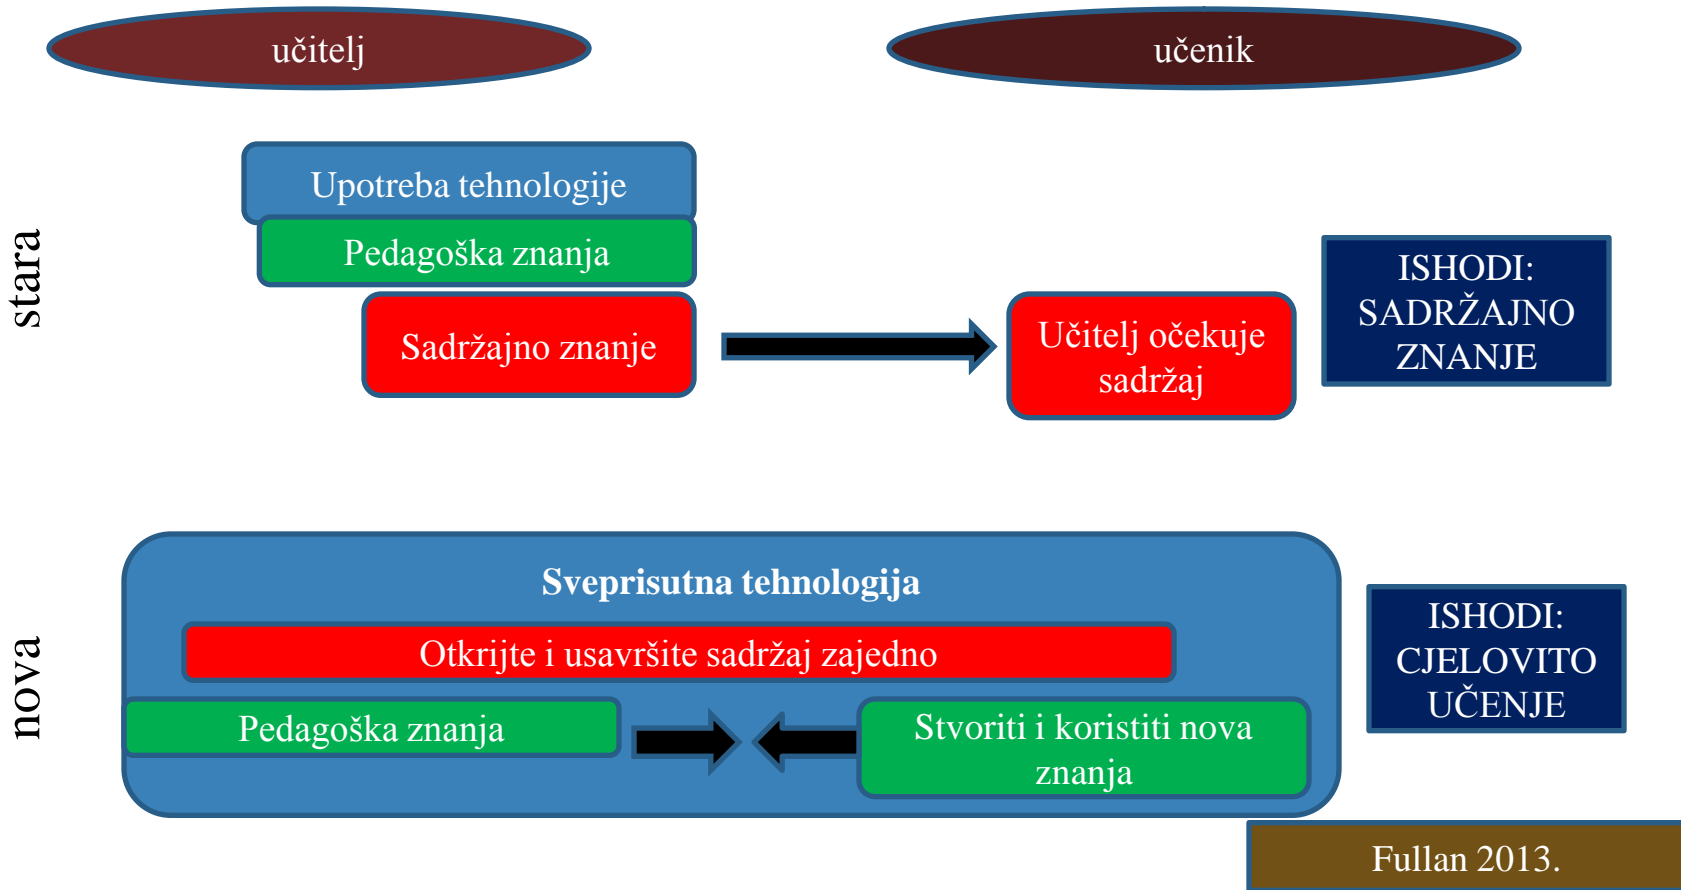 učitelj
učenik
stara
Upotreba tehnologije
Pedagoška znanja
Sadržajno znanje
Učitelj očekuje
sadržaj
ISHODI:
SADRŽAJNO
ZNANJE
nova
Sveprisutna tehnologija
Otkrijte i usavršite sadržaj zajedno
Pedagoška znanja
Stvoriti i koristiti nova
znanja
ISHODI:
CJELOVITO
UČENJE
Fullan 2013.